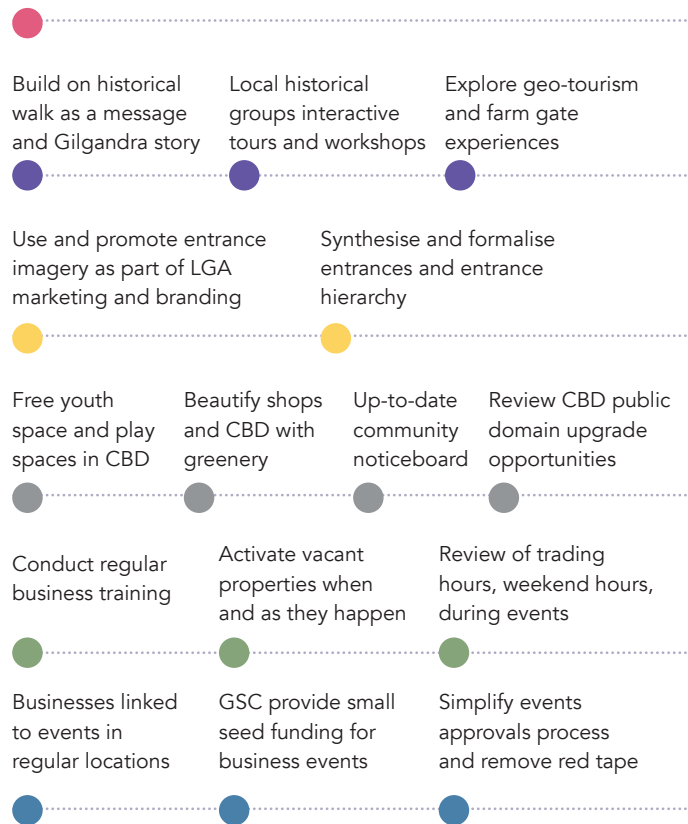 Build on historical
walk as a message
and Gilgandra story
Local historical
groups interactive
tours and workshops
Explore geo-tourism
and farm gate
experiences
Use and promote entrance
imagery as part of LGA
marketing and branding
Synthesise and formalise
entrances and entrance
hierarchy
Free youth
space and play
spaces in CBD
Beautify shops
and CBD with
greenery
Up-to-date
community
noticeboard
Review CBD public
domain upgrade
opportunities
Conduct regular
business training
Activate vacant
properties when
and as they happen
Review of trading
hours, weekend hours,
during events
Businesses linked
to events in
regular locations
GSC provide small
seed funding for
business events
Simplify events
approvals process
and remove red tape